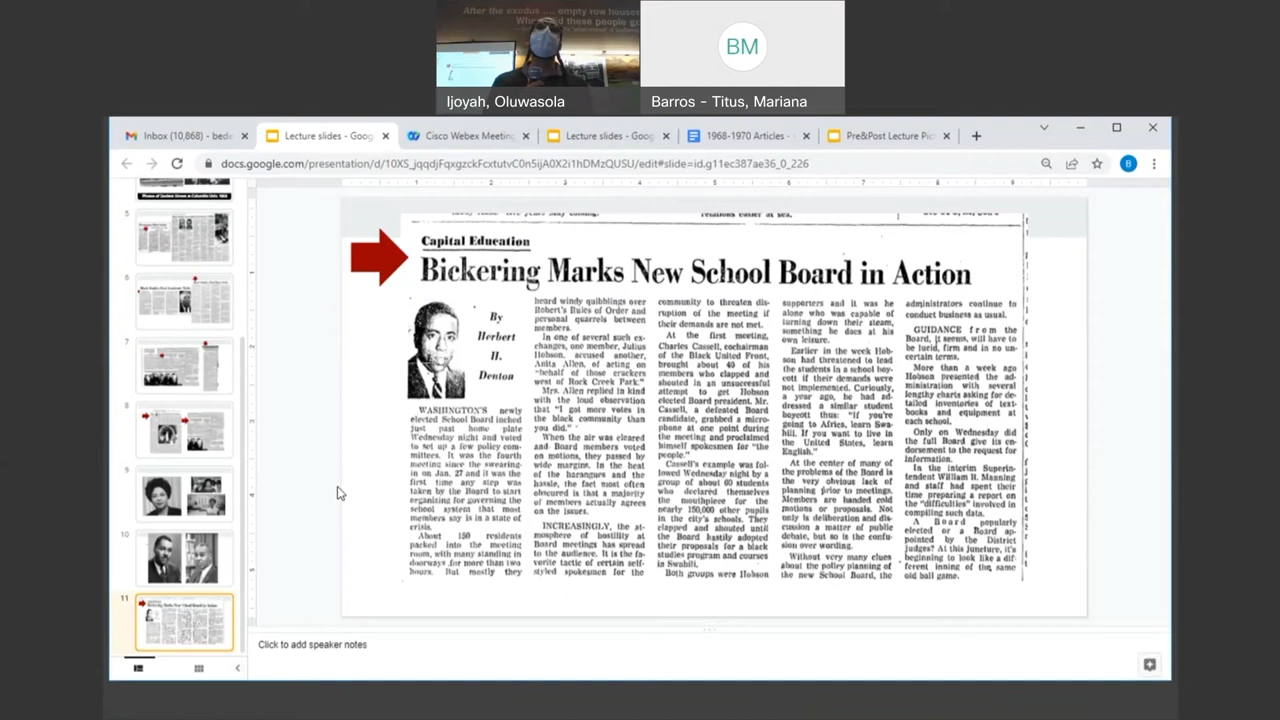 After the exodus .... empty row houses
these people go
Ijoyah, Oluwasola
BM
Barros - Titus, Mariana
Inbox (10,868) - bede
Lecture slides - Goog
Cisco Webex Meeting
Lecture slides - Goog
1968-1970 Articles -
Pre&Post Lecture Pic
docs.google.com/presentation/d/10XS_jqqdjFqxgzckFcxtutvC0n5ijA0X2i1hDMzQUSU/edit#slide=id.g11ec387ae36_0_226
1 2 3 4 5 6 7 8 9
5
6
7
8
9
10
11
relations easier at sea.
Capital Education
Bickering Marks New School Board in Action
By
Herbert
H.
Denton
WASHINGTON'S newly
elected School Board inched
just past home plate
Wednesday night and voted
to set up a few policy com-
mittees. It was the fourth
meeting since the swearing-
in on Jan. 27 and it was the
first time any step was
taken by the Board to start
organizing for governing the
school system that most
members say is in a state of
crisis.
About 150 residents
packed into the meeting
room, with many standing in
doorways for more than two
hours. But mostly they
heard windy quibblings over
Robert's Rules of Order and
personal quarrels between
members.
In one of several such ex-
changes, one member, Julius
Hobson, accused another,
Anita Allen, of acting on
"behalf of those crackers
west of Rock Creek Park."
Mrs. Allen replied in kind
with the loud observation
that "I got more votes in
the black community than
you did."
When the air was cleared
and Board members voted
on motions, they passed by
wide margins. In the heat
of the harangues and the
hassle, the fact most often
obscured is that a majority
of members actually agrees
on the issues.
INCREASINGLY, the at-
mosphere of hostility at
Board meetings has spread
to the audience. It is the fa-
vorite tactic of certain self-
styled spokesmen for the
community to threaten dis-
ruption of the meeting if
their demands are not met.
At the first meeting,
Charles Cassell, cochairman
of the Black United Front,
brought about 40 of his
members who clapped and
shouted in an unsuccessful
attempt to get Hobson
elected Board president. Mr.
Cassell, a defeated Board
candidate, grabbed a micro-
phone at one point during
the meeting and proclaimed
himself spokesman for "the
people."
Cassell's example was fol-
lowed Wednesday night by a
group of about 60 students
who declared themselves
the mouthpiece for the
nearly 150,000 other pupils
in the city's schools. They
clapped and shouted until
the Board hastily adopted
their proposals for a black
studies program and courses
in Swahili.
Both groups were Hobson
supporters and it was he
alone who was capable of
turning down their steam,
something he does at his
own leisure.
Earlier in the week Hob-
son had threatened to lead
the students in a school boy-
cott if their demands were
not implemented. Curiously,
a year ago, he had ad-
dressed a similar student
boycott thus: "If you're
going to Africa, learn Swa-
hili. If you want to live in
the United States, learn
English."
At the center of many of
the problems of the Board is
the very obvious lack of
planning prior to meetings.
Members are handed cold
motions or proposals. Not
only is deliberation and dis-
cussion a matter of public
debate, but so is the confu-
sion over wording.
Without very many clues
about the policy planning of
the new School Board, the
administrators continue to
conduct business as usual.
GUIDANCE from the
Board, it seems, will have to
be lucid, firm and in no un-
certain terms.
More than a week ago
Hobson presented the ad-
ministration with several
lengthy charts asking for de-
tailed inventories of text-
books and equipment at
each school.
Only on Wednesday did
the full Board give its en-
dorsement to the request for
information.
In the interim Superin-
tendent William R. Manning
and staff had spent their
time preparing a report on
the "difficulties" involved in
compiling such data.
A Board popularly
elected or a Board ap-
pointed by the District
judges? At this juncture, it's
beginning to look like a dif-
ferent inning of the same
old ball game.
Click to add speaker notes